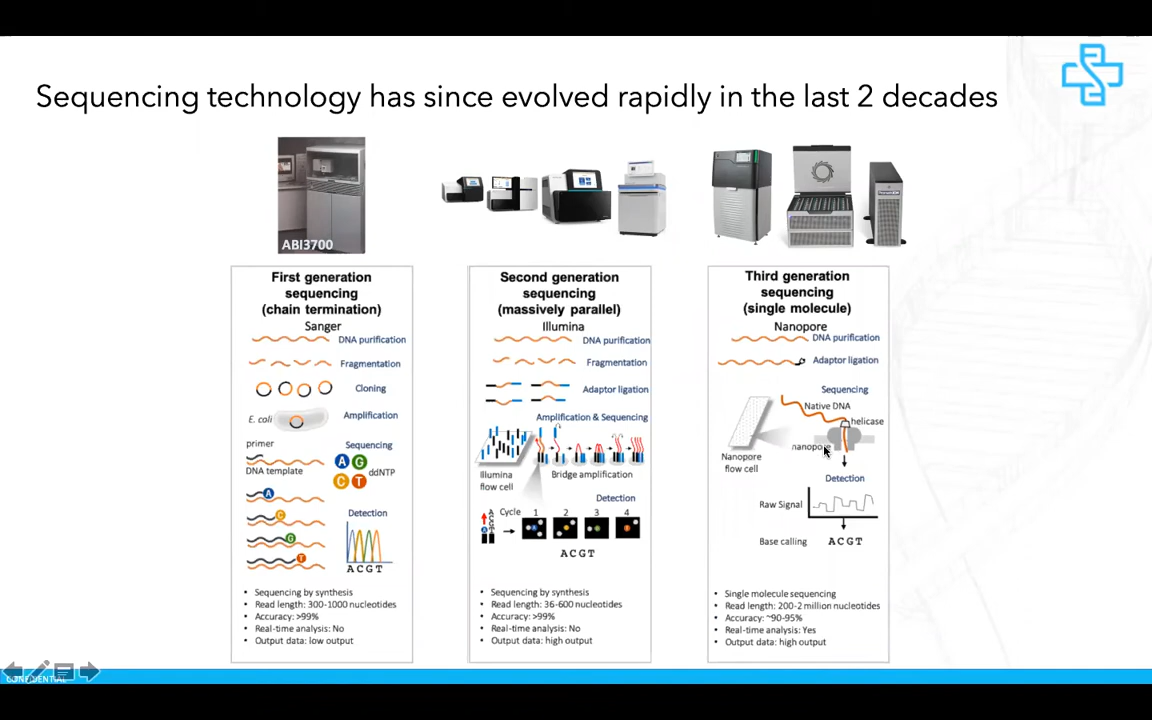 Sequencing technology has since evolved rapidly in the last 2 decades
ABI3700
First generation
sequencing
(chain termination)
Sanger
DNA purification
Fragmentation
Cloning
E. coli
Amplification
primer
Sequencing
DNA template
A G
C T
ddNTP
A
C
G
T
Detection
A C G T
• Sequencing by synthesis
• Read length: 300-1000 nucleotides
• Accuracy: >99%
• Real-time analysis: No
• Output data: low output
Second generation
sequencing
(massively parallel)
Illumina
DNA purification
Fragmentation
Adaptor ligation
Amplification & Sequencing
Illumina
flow cell
Bridge amplification
Detection
Cycle 1 2 3 4
A C G T
• Sequencing by synthesis
• Read length: 36-600 nucleotides
• Accuracy: >99%
• Real-time analysis: No
• Output data: high output
Third generation
sequencing
(single molecule)
Nanopore
DNA purification
Adaptor ligation
Sequencing
Native DNA
helicase
nanopore
Nanopore
flow cell
Detection
Raw Signal
Base calling
A C G T
• Single molecule sequencing
• Read length: 200-2 million nucleotides
• Accuracy: ~90-95%
• Real-time analysis: Yes
• Output data: high output
CONFIDENTIAL